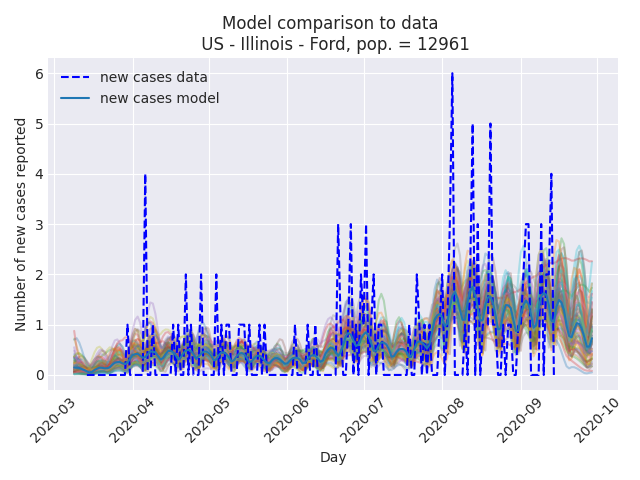 Model comparison to data
US - Illinois - Ford, pop. = 12961
new cases data
new cases model
Number of new cases reported
6
5
4
3
2
1
0
2020-03
2020-04
2020-05
2020-06
2020-07
2020-08
2020-09
2020-10
Day